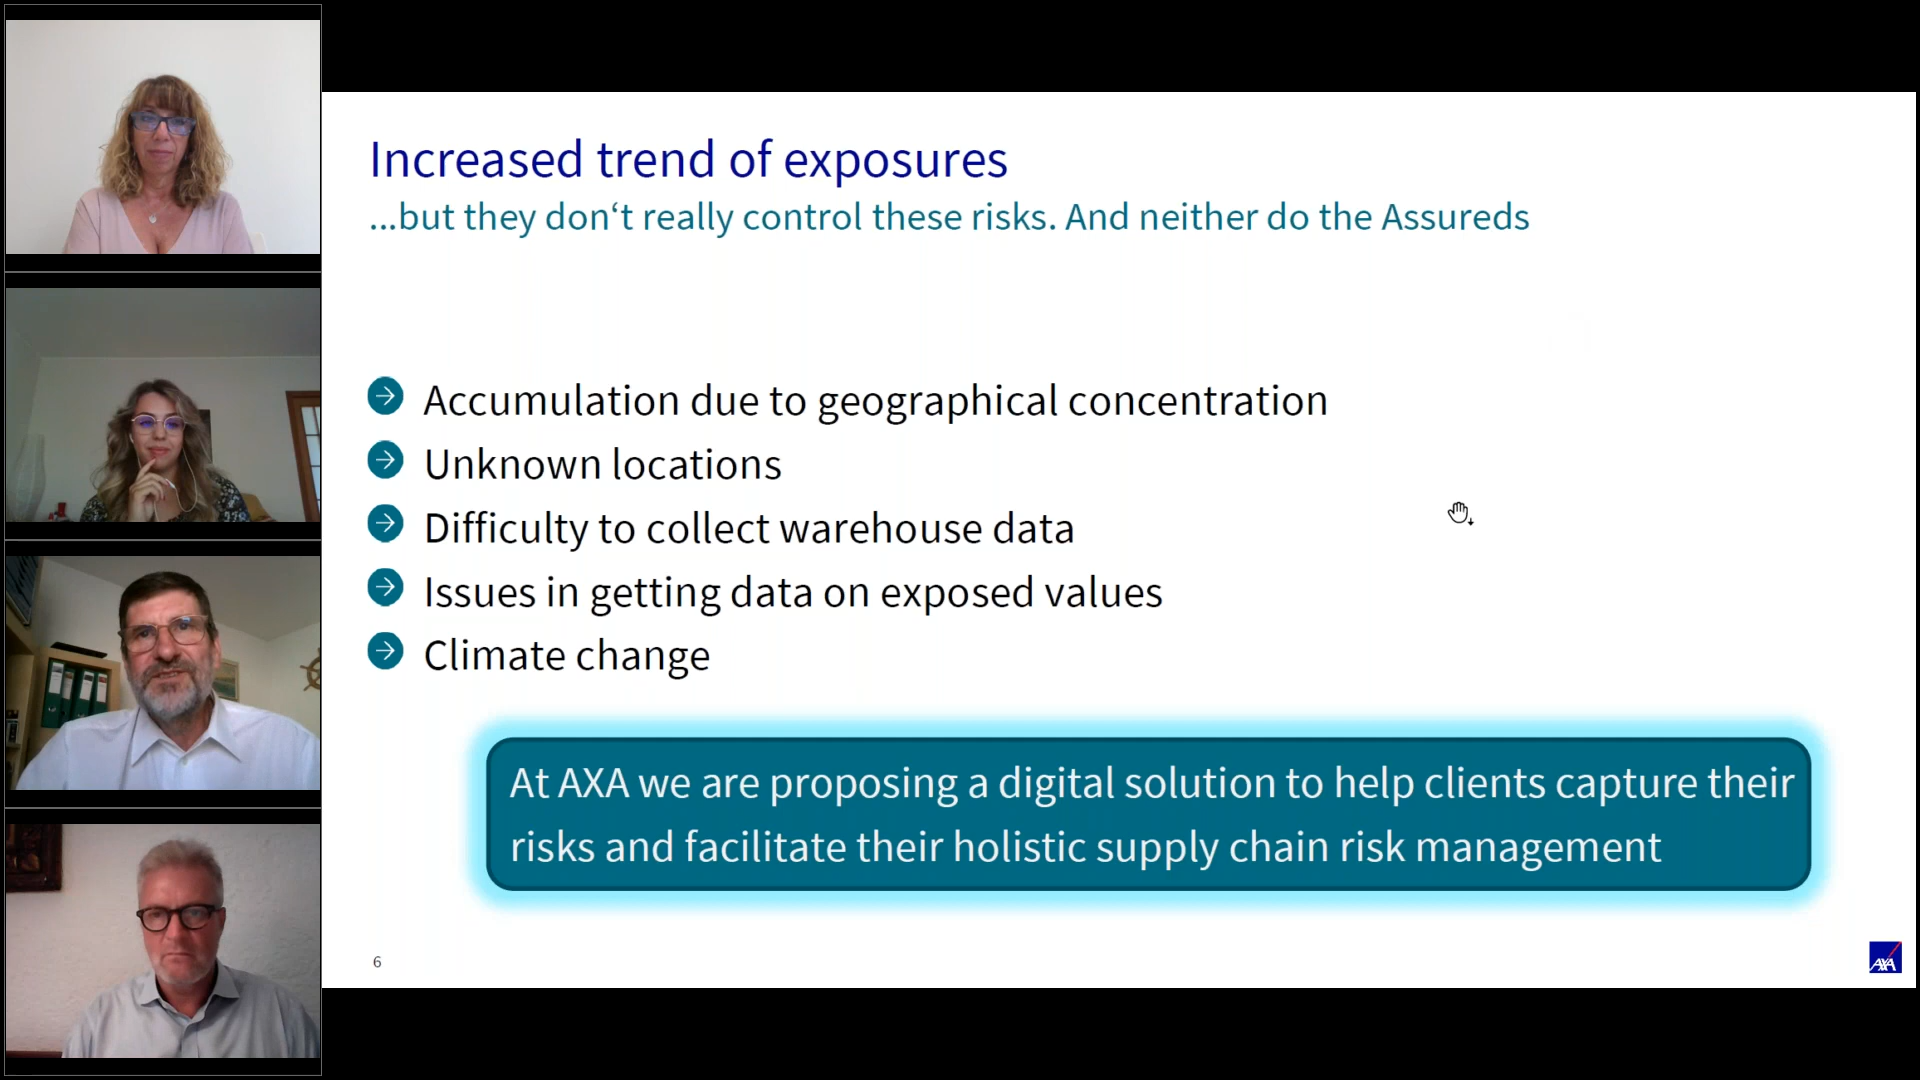 Increased trend of exposures
...but they don‘t really control these risks. And neither do the Assureds
Accumulation due to geographical concentration
Unknown locations
Difficulty to collect warehouse data
Issues in getting data on exposed values
Climate change
At AXA we are proposing a digital solution to help clients capture their
risks and facilitate their holistic supply chain risk management
6
AXA